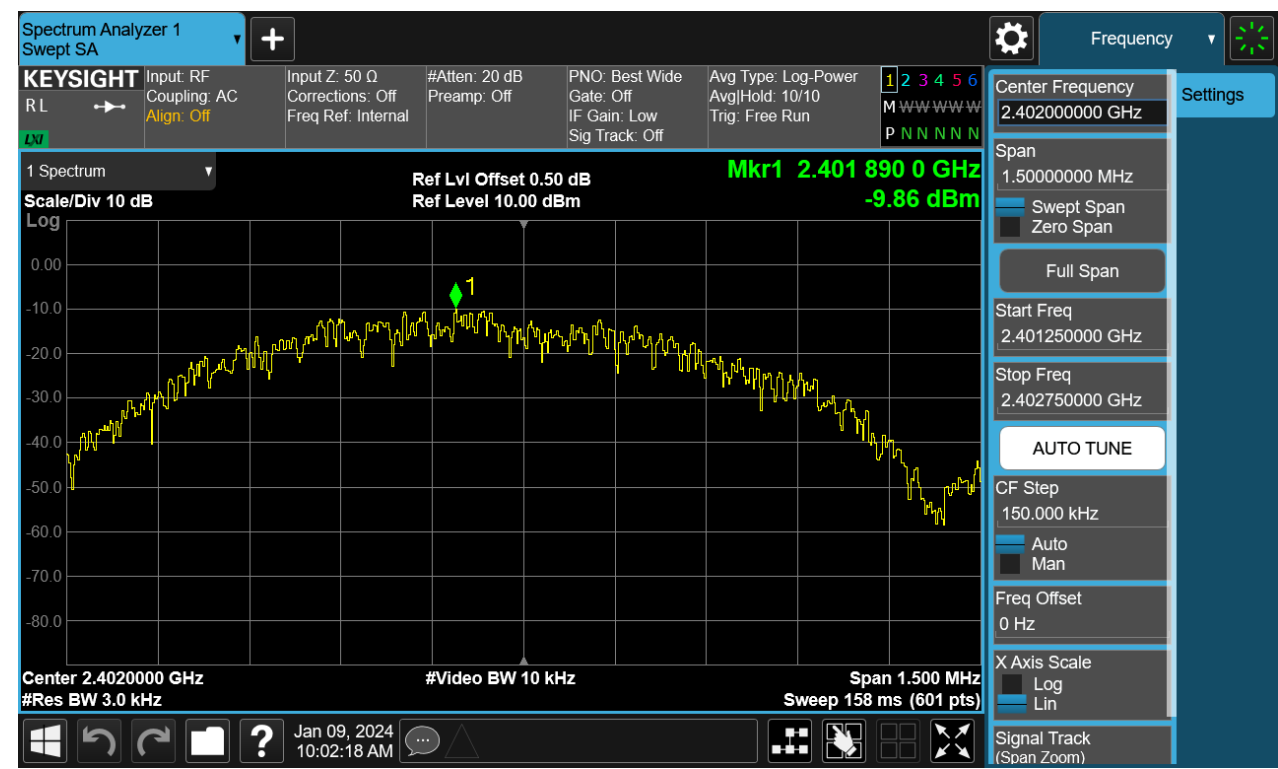 Spectrum Analyzer 1
Swept SA
Frequency
KEYSIGHT
RL
LXI
Input: RF
Coupling: AC
Align: Off
Input Z: 50 Ω
Corrections: Off
Freq Ref: Internal
#Atten: 20 dB
Preamp: Off
PNO: Best Wide
Gate: Off
IF Gain: Low
Sig Track: Off
Avg Type: Log-Power
Avg|Hold: 10/10
Trig: Free Run
1 2 3 4 5 6
M W W W W W
P N N N N N
1 Spectrum
Scale/Div 10 dB
Log
Ref Lvl Offset 0.50 dB
Ref Level 10.00 dBm
Mkr1 2.401 890 0 GHz
-9.86 dBm
1
0.00
-10.0
-20.0
-30.0
-40.0
-50.0
-60.0
-70.0
-80.0
Center 2.4020000 GHz
#Res BW 3.0 kHz
#Video BW 10 kHz
Span 1.500 MHz
Sweep 158 ms (601 pts)
Jan 09, 2024
10:02:18 AM
?
Center Frequency
2.402000000 GHz
Settings
Span
1.50000000 MHz
Swept Span
Zero Span
Full Span
Start Freq
2.401250000 GHz
Stop Freq
2.402750000 GHz
AUTO TUNE
CF Step
150.000 kHz
Auto
Man
Freq Offset
0 Hz
X Axis Scale
Log
Lin
Signal Track
(Span Zoom)